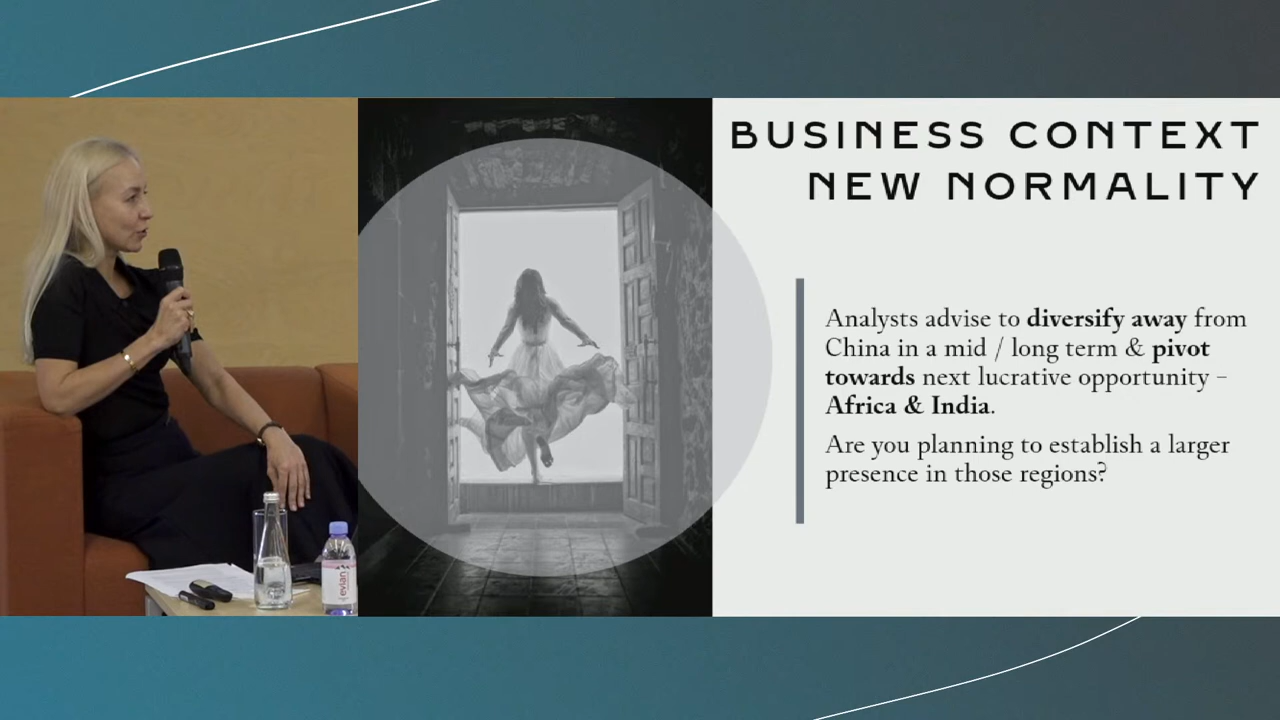 BUSINESS CONTEXT
NEW NORMALITY
Analysts advise to diversify away from
China in a mid / long term & pivot
towards next lucrative opportunity –
Africa & India.
Are you planning to establish a larger
presence in those regions?
evian